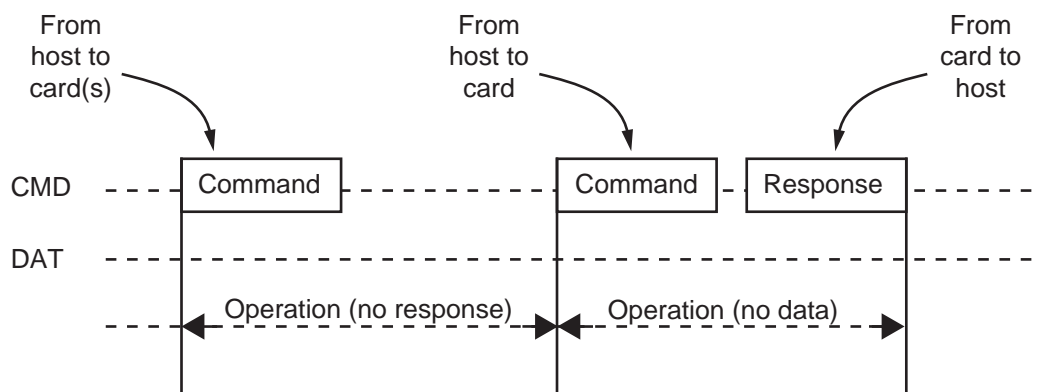 From
host to
card(s)
From
host to
card
From
card to
host
CMD
Command
Command
Response
DAT
Operation (no response)
Operation (no data)